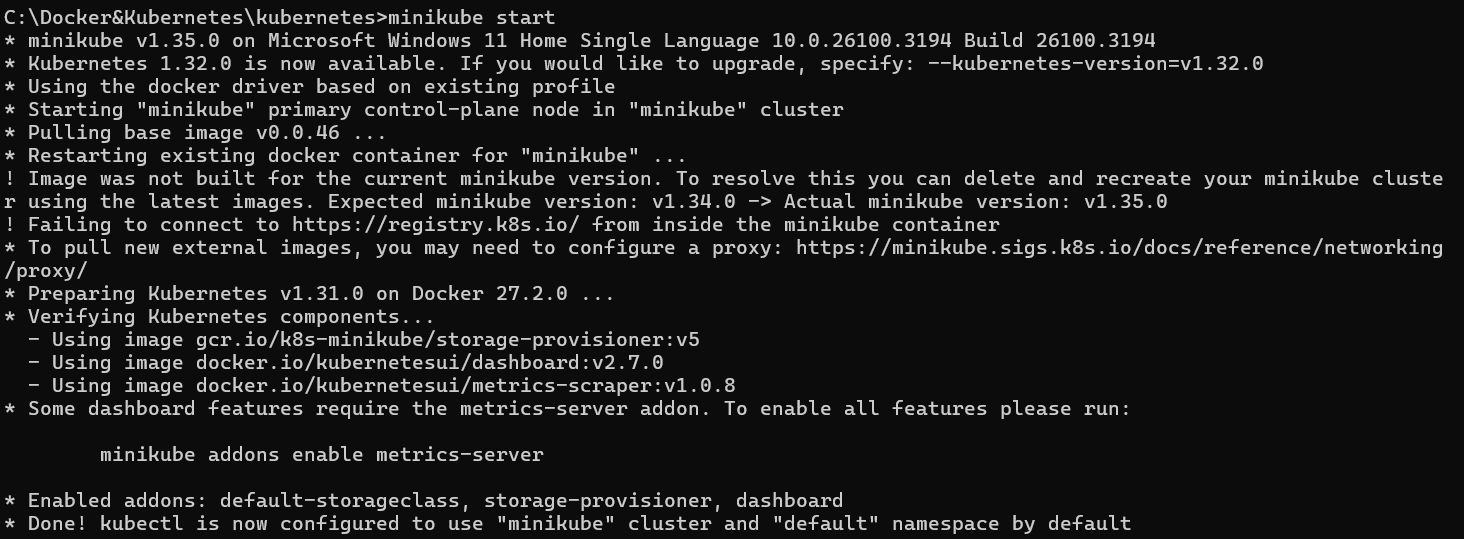 C:\Docker&Kubernetes\kubernetes>minikube start
* minikube v1.35.0 on Microsoft Windows 11 Home Single Language 10.0.26100.3194 Build 26100.3194
* Kubernetes 1.32.0 is now available. If you would like to upgrade, specify: --kubernetes-version=v1.32.0
* Using the docker driver based on existing profile
* Starting "minikube" primary control-plane node in "minikube" cluster
* Pulling base image v0.0.46 ...
* Restarting existing docker container for "minikube" ...
! Image was not built for the current minikube version. To resolve this you can delete and recreate your minikube cluste
r using the latest images. Expected minikube version: v1.34.0 -> Actual minikube version: v1.35.0
! Failing to connect to https://registry.k8s.io/ from inside the minikube container
* To pull new external images, you may need to configure a proxy: https://minikube.sigs.k8s.io/docs/reference/networking
/proxy/
* Preparing Kubernetes v1.31.0 on Docker 27.2.0 ...
* Verifying Kubernetes components...
  - Using image gcr.io/k8s-minikube/storage-provisioner:v5
  - Using image docker.io/kubernetesui/dashboard:v2.7.0
  - Using image docker.io/kubernetesui/metrics-scraper:v1.0.8
* Some dashboard features require the metrics-server addon. To enable all features please run:
        minikube addons enable metrics-server
* Enabled addons: default-storageclass, storage-provisioner, dashboard
* Done! kubectl is now configured to use "minikube" cluster and "default" namespace by default